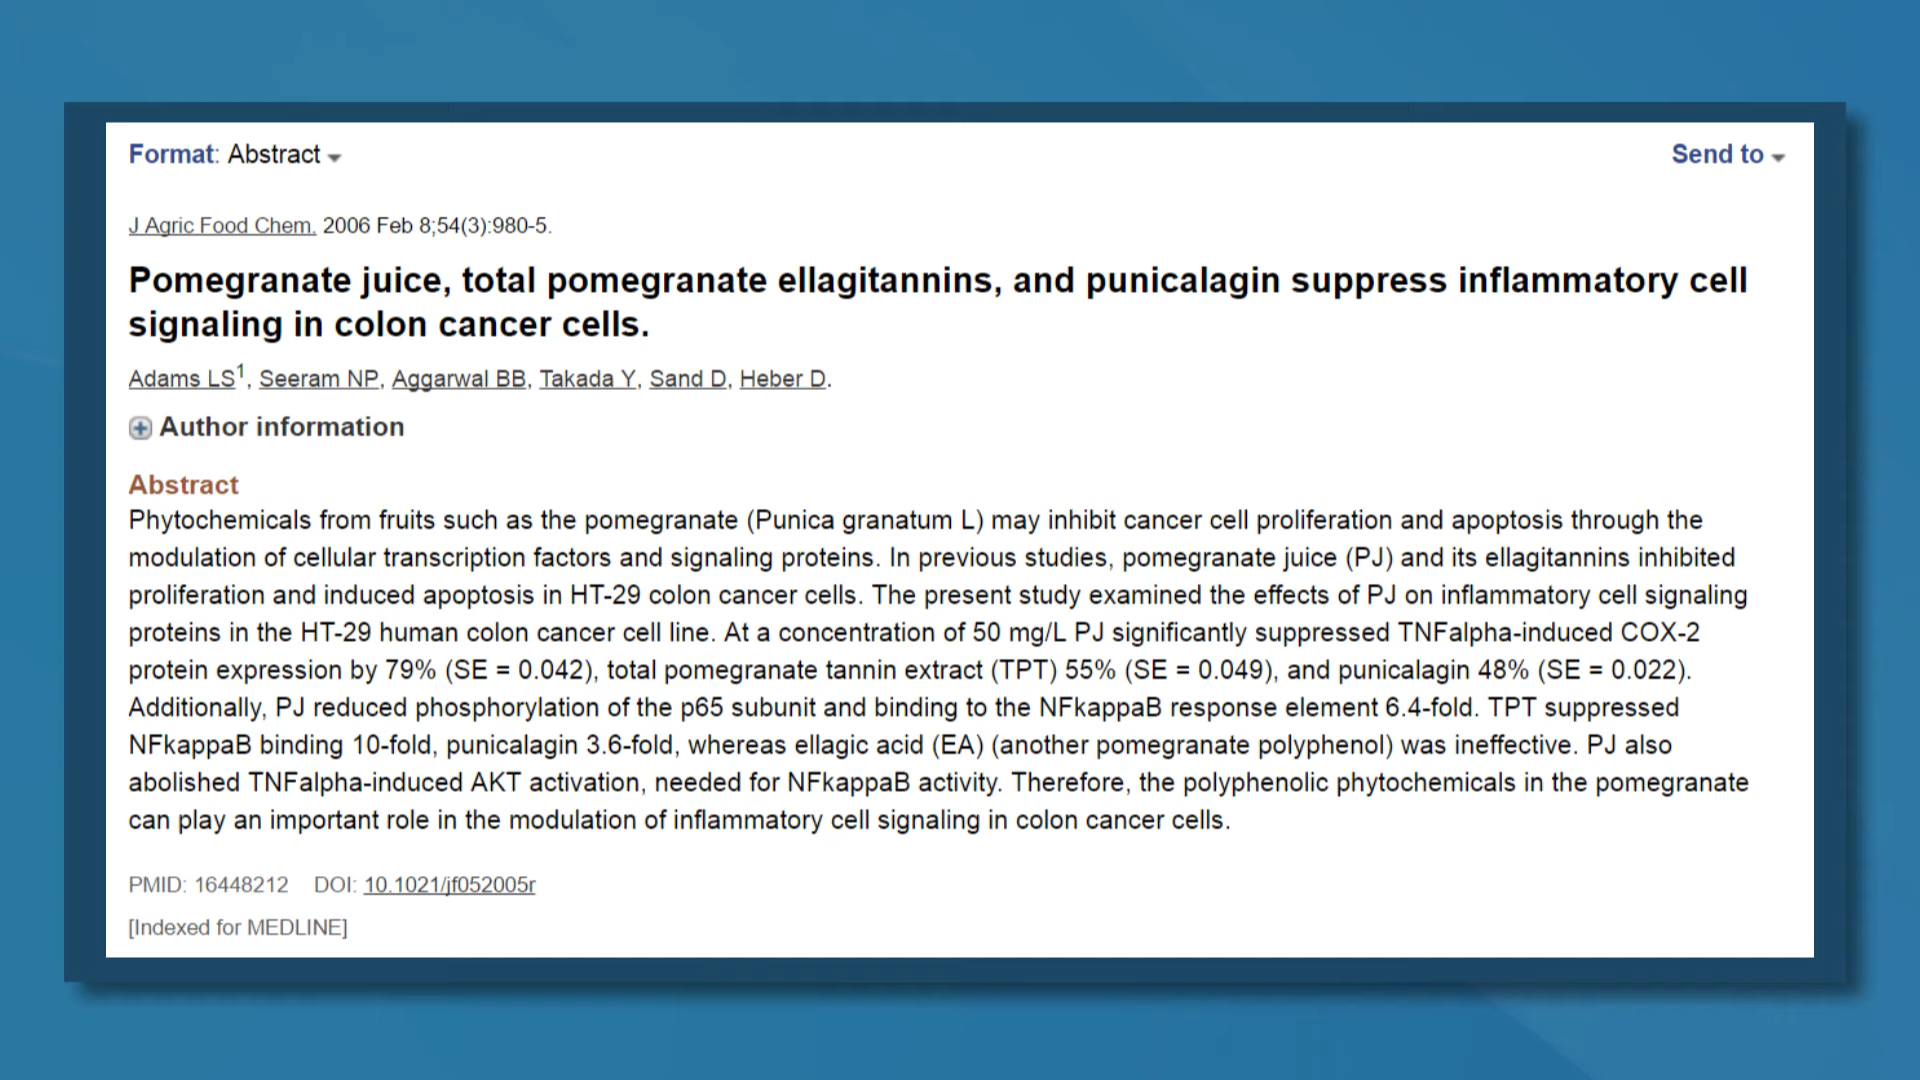 Format: Abstract
Send to
J Agric Food Chem. 2006 Feb 8;54(3):980-5.
Pomegranate juice, total pomegranate ellagitannins, and punicalagin suppress inflammatory cell
signaling in colon cancer cells.
Adams LS1, Seeram NP, Aggarwal BB, Takada Y, Sand D, Heber D.
Author information
Abstract
Phytochemicals from fruits such as the pomegranate (Punica granatum L) may inhibit cancer cell proliferation and apoptosis through the
modulation of cellular transcription factors and signaling proteins. In previous studies, pomegranate juice (PJ) and its ellagitannins inhibited
proliferation and induced apoptosis in HT-29 colon cancer cells. The present study examined the effects of PJ on inflammatory cell signaling
proteins in the HT-29 human colon cancer cell line. At a concentration of 50 mg/L PJ significantly suppressed TNFalpha-induced COX-2
protein expression by 79% (SE = 0.042), total pomegranate tannin extract (TPT) 55% (SE = 0.049), and punicalagin 48% (SE = 0.022).
Additionally, PJ reduced phosphorylation of the p65 subunit and binding to the NFkappaB response element 6.4-fold. TPT suppressed
NFkappaB binding 10-fold, punicalagin 3.6-fold, whereas ellagic acid (EA) (another pomegranate polyphenol) was ineffective. PJ also
abolished TNFalpha-induced AKT activation, needed for NFkappaB activity. Therefore, the polyphenolic phytochemicals in the pomegranate
can play an important role in the modulation of inflammatory cell signaling in colon cancer cells.
PMID: 16448212 DOI: 10.1021/jf052005r
[Indexed for MEDLINE]